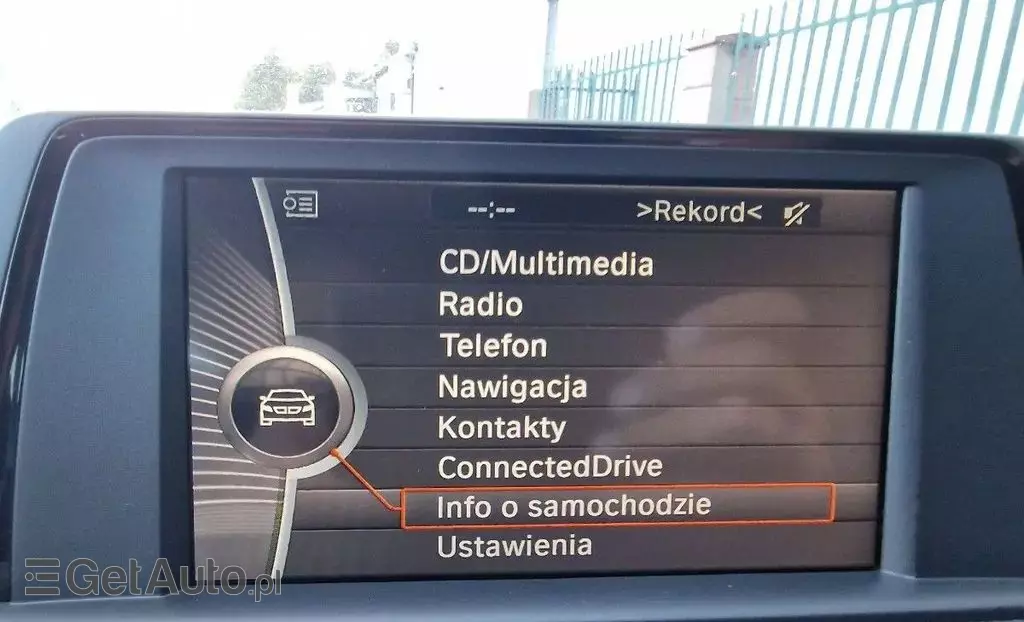 --:-- >Rekord<
CD/Multimedia
Radio
Telefon
Nawigacja
Kontakty
ConnectedDrive
Info o samochodzie
Ustawienia
GetAuto.pl